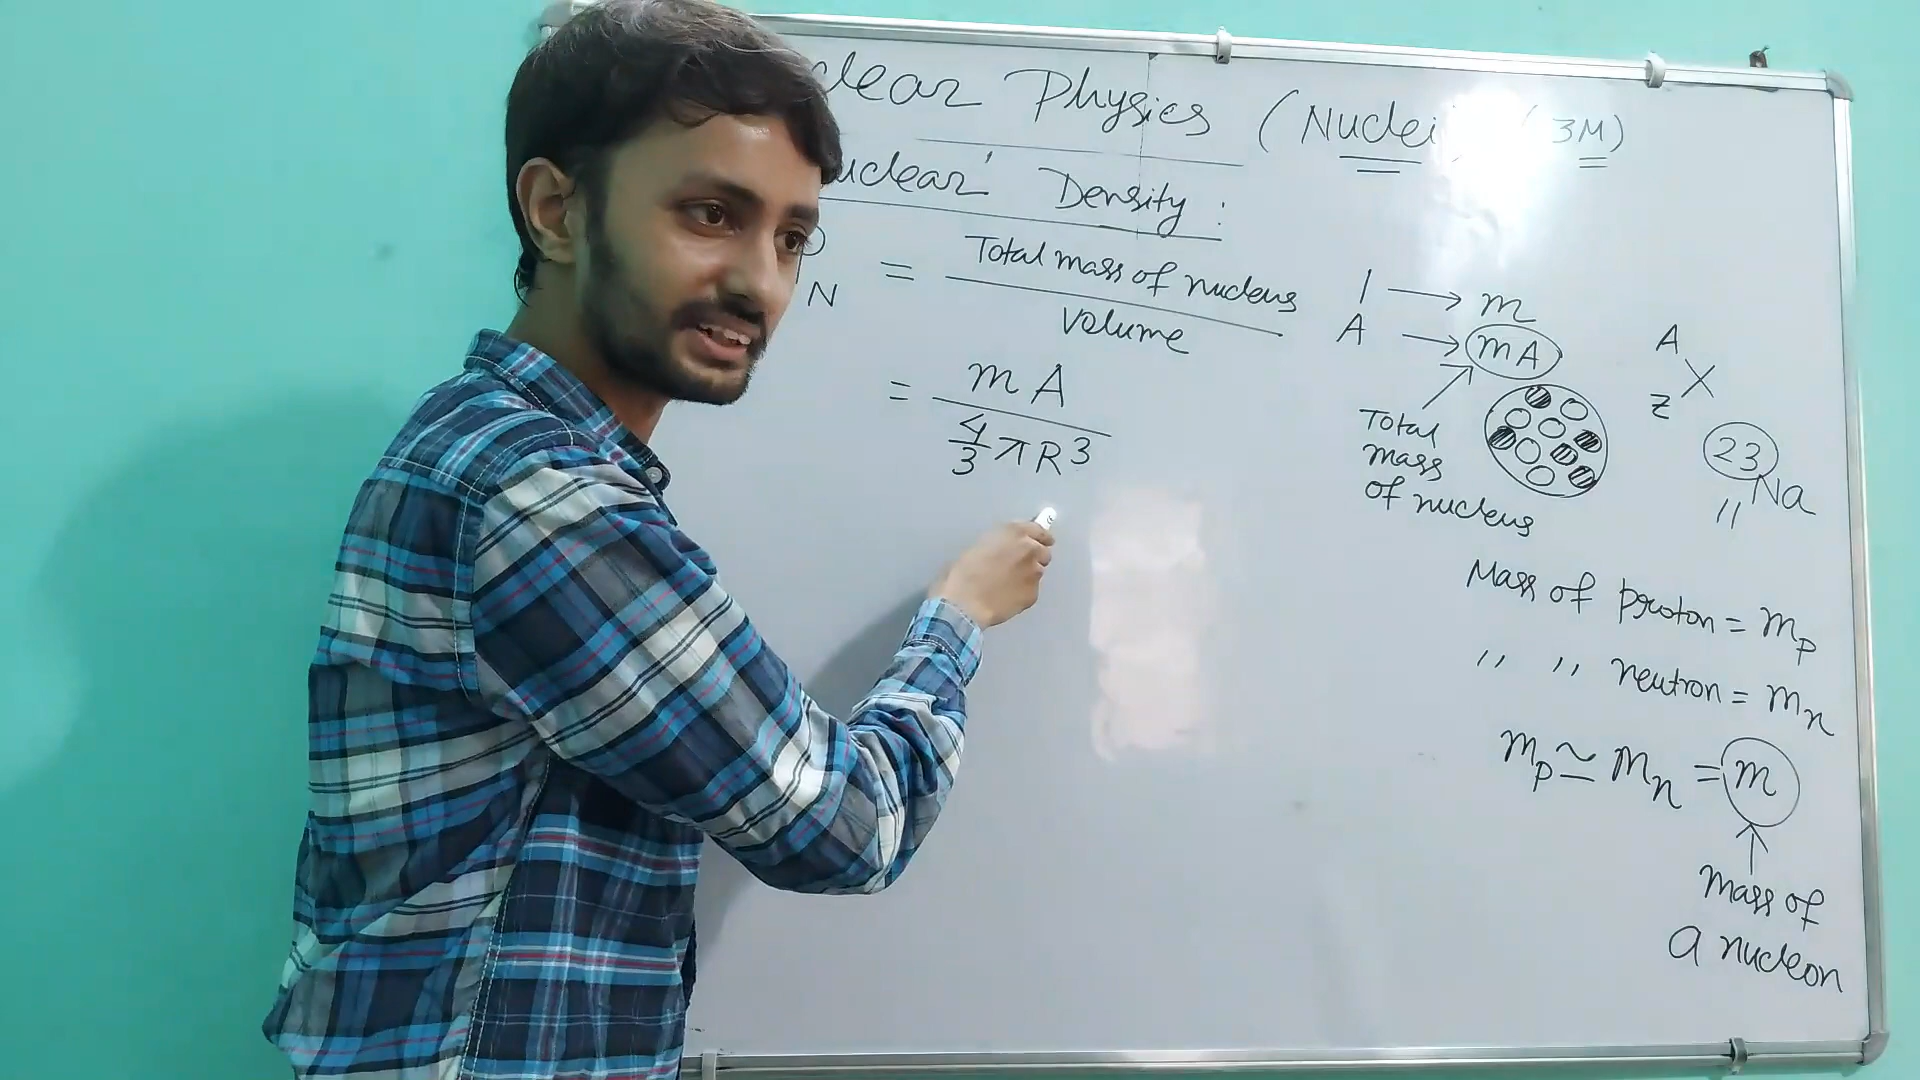 clear Physics (Nuclei) (3M)
uclear Density :
N = Total mass of nucleus / Volume
= mA / 4/3 πR³
1 → m
A → mA
Total
mass
of nucleus
A
X
Z
23
Na
"
Mass of proton = mp
" " neutron = mn
mp ≃ mn = m
mass of
a nucleon